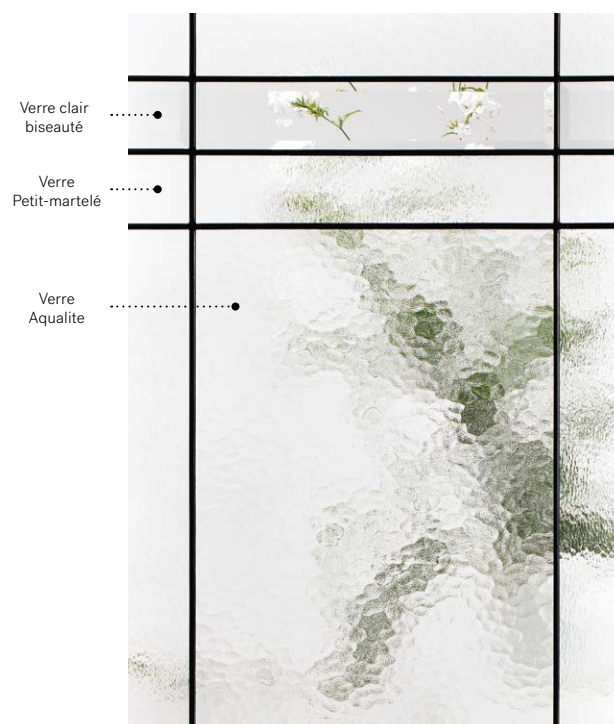 Verre clair
biseauté
Verre
Petit-martelé
Verre
Aqualite